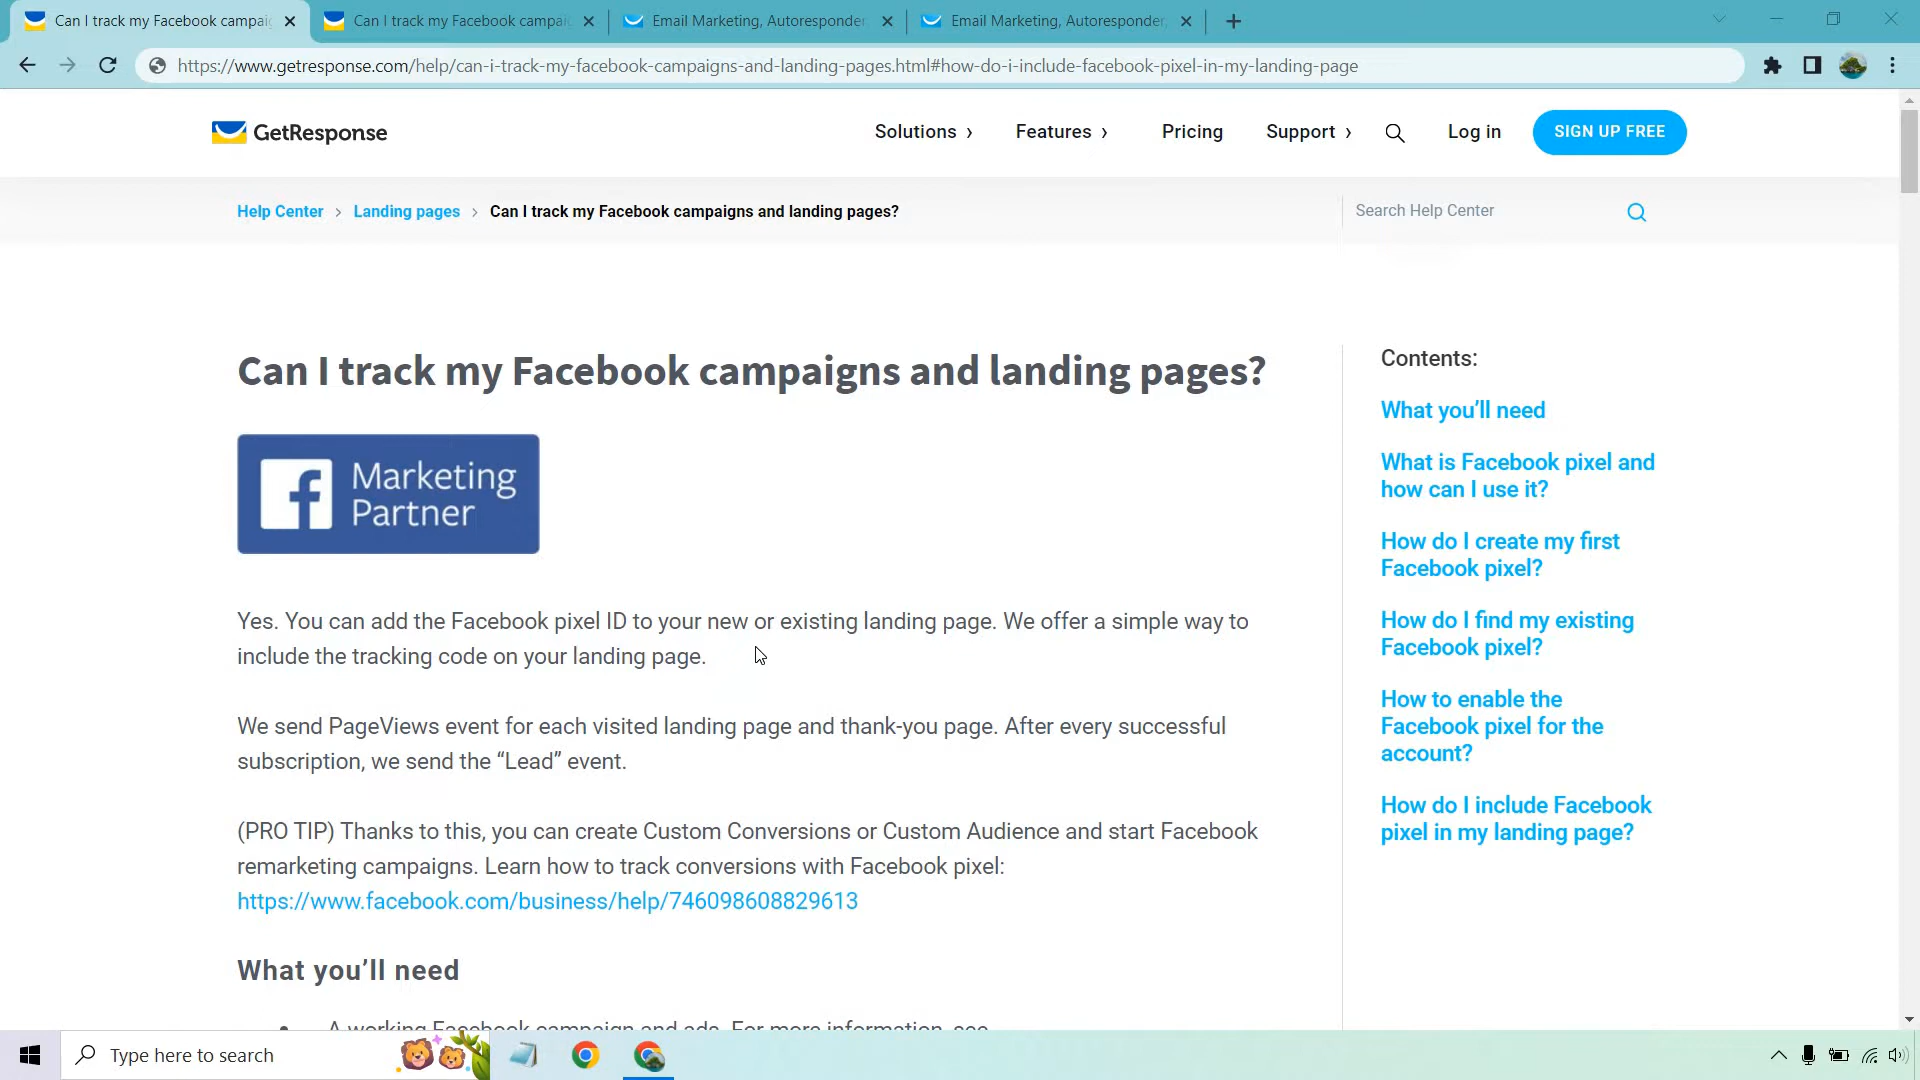 Can I track my Facebook campai
Can I track my Facebook campai
Email Marketing, Autoresponder,
Email Marketing, Autoresponder,
https://www.getresponse.com/help/can-i-track-my-facebook-campaigns-and-landing-pages.html#how-do-i-include-facebook-pixel-in-my-landing-page
GetResponse
Solutions ›
Features ›
Pricing
Support ›
Log in
SIGN UP FREE
Help Center › Landing pages › Can I track my Facebook campaigns and landing pages?
Search Help Center
Can I track my Facebook campaigns and landing pages?
Marketing
Partner
Yes. You can add the Facebook pixel ID to your new or existing landing page. We offer a simple way to
include the tracking code on your landing page.
We send PageViews event for each visited landing page and thank-you page. After every successful
subscription, we send the “Lead” event.
(PRO TIP) Thanks to this, you can create Custom Conversions or Custom Audience and start Facebook
remarketing campaigns. Learn how to track conversions with Facebook pixel:
https://www.facebook.com/business/help/746098608829613
What you’ll need
A working Facebook campaign and ads. For more information, see
Contents:
What you’ll need
What is Facebook pixel and
how can I use it?
How do I create my first
Facebook pixel?
How do I find my existing
Facebook pixel?
How to enable the
Facebook pixel for the
account?
How do I include Facebook
pixel in my landing page?
Type here to search